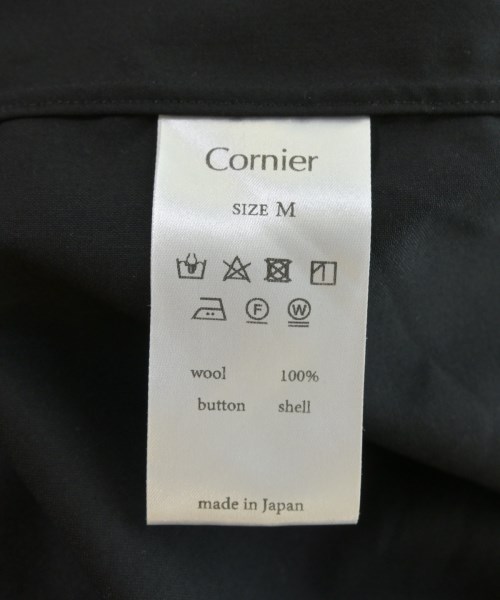 Cornier
SIZE M
F W
wool 100%
button shell
made in Japan